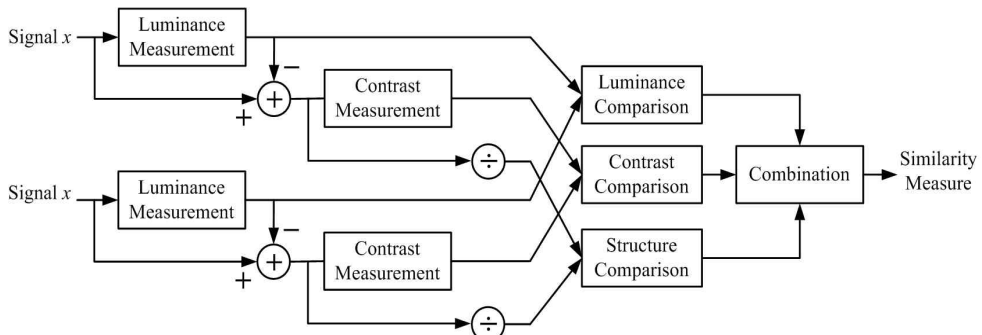 Signal x
Luminance
Measurement
−
+
+
Contrast
Measurement
÷
Signal x
Luminance
Measurement
−
+
+
Contrast
Measurement
÷
Luminance
Comparison
Contrast
Comparison
Structure
Comparison
Combination
Similarity
Measure